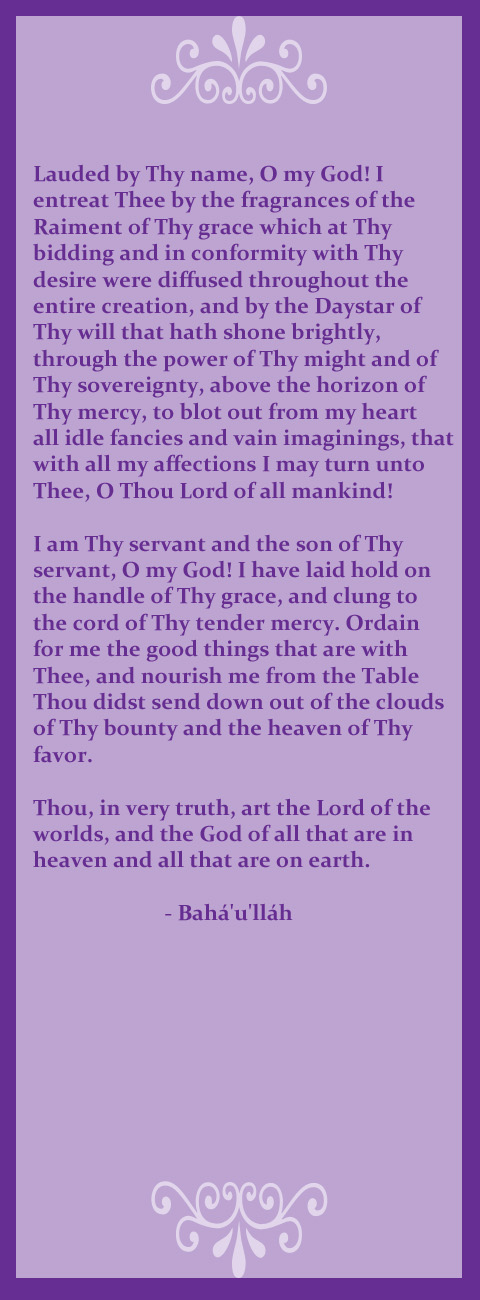 Lauded by Thy name, O my God! I
entreat Thee by the fragrances of the
Raiment of Thy grace which at Thy
bidding and in conformity with Thy
desire were diffused throughout the
entire creation, and by the Daystar of
Thy will that hath shone brightly,
through the power of Thy might and of
Thy sovereignty, above the horizon of
Thy mercy, to blot out from my heart
all idle fancies and vain imaginings, that
with all my affections I may turn unto
Thee, O Thou Lord of all mankind!

I am Thy servant and the son of Thy
servant, O my God! I have laid hold on
the handle of Thy grace, and clung to
the cord of Thy tender mercy. Ordain
for me the good things that are with
Thee, and nourish me from the Table
Thou didst send down out of the clouds
of Thy bounty and the heaven of Thy
favor.

Thou, in very truth, art the Lord of the
worlds, and the God of all that are in
heaven and all that are on earth.

- Bahá'u'lláh